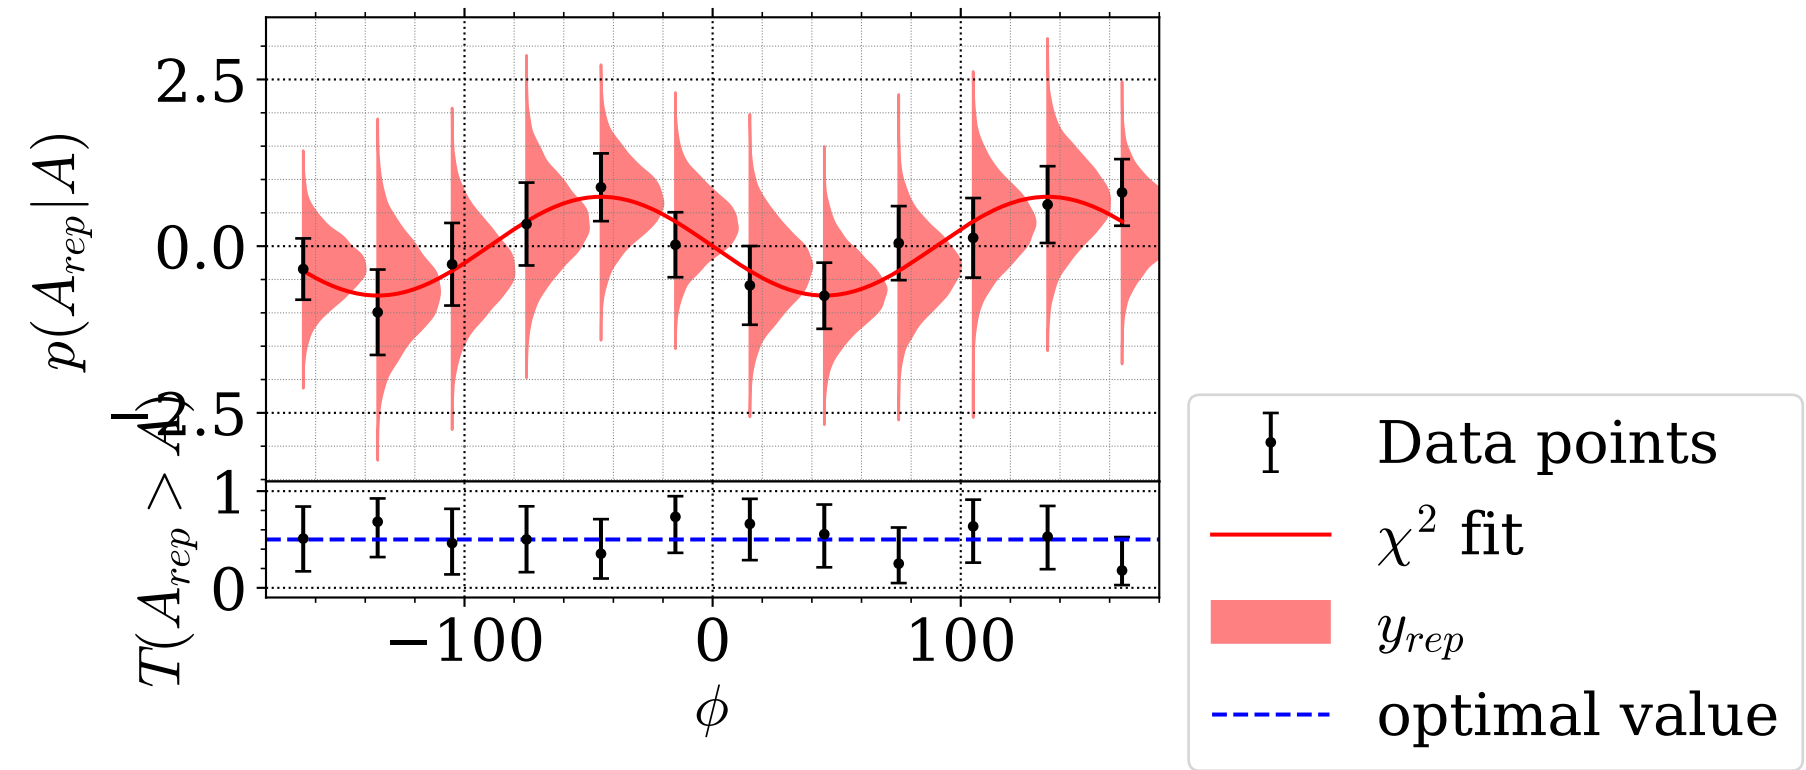 p(A_rep|A)
2.5
0.0
−2.5
T(A_rep > A)
1
0
−100
0
100
ϕ
Data points
χ² fit
y_rep
optimal value